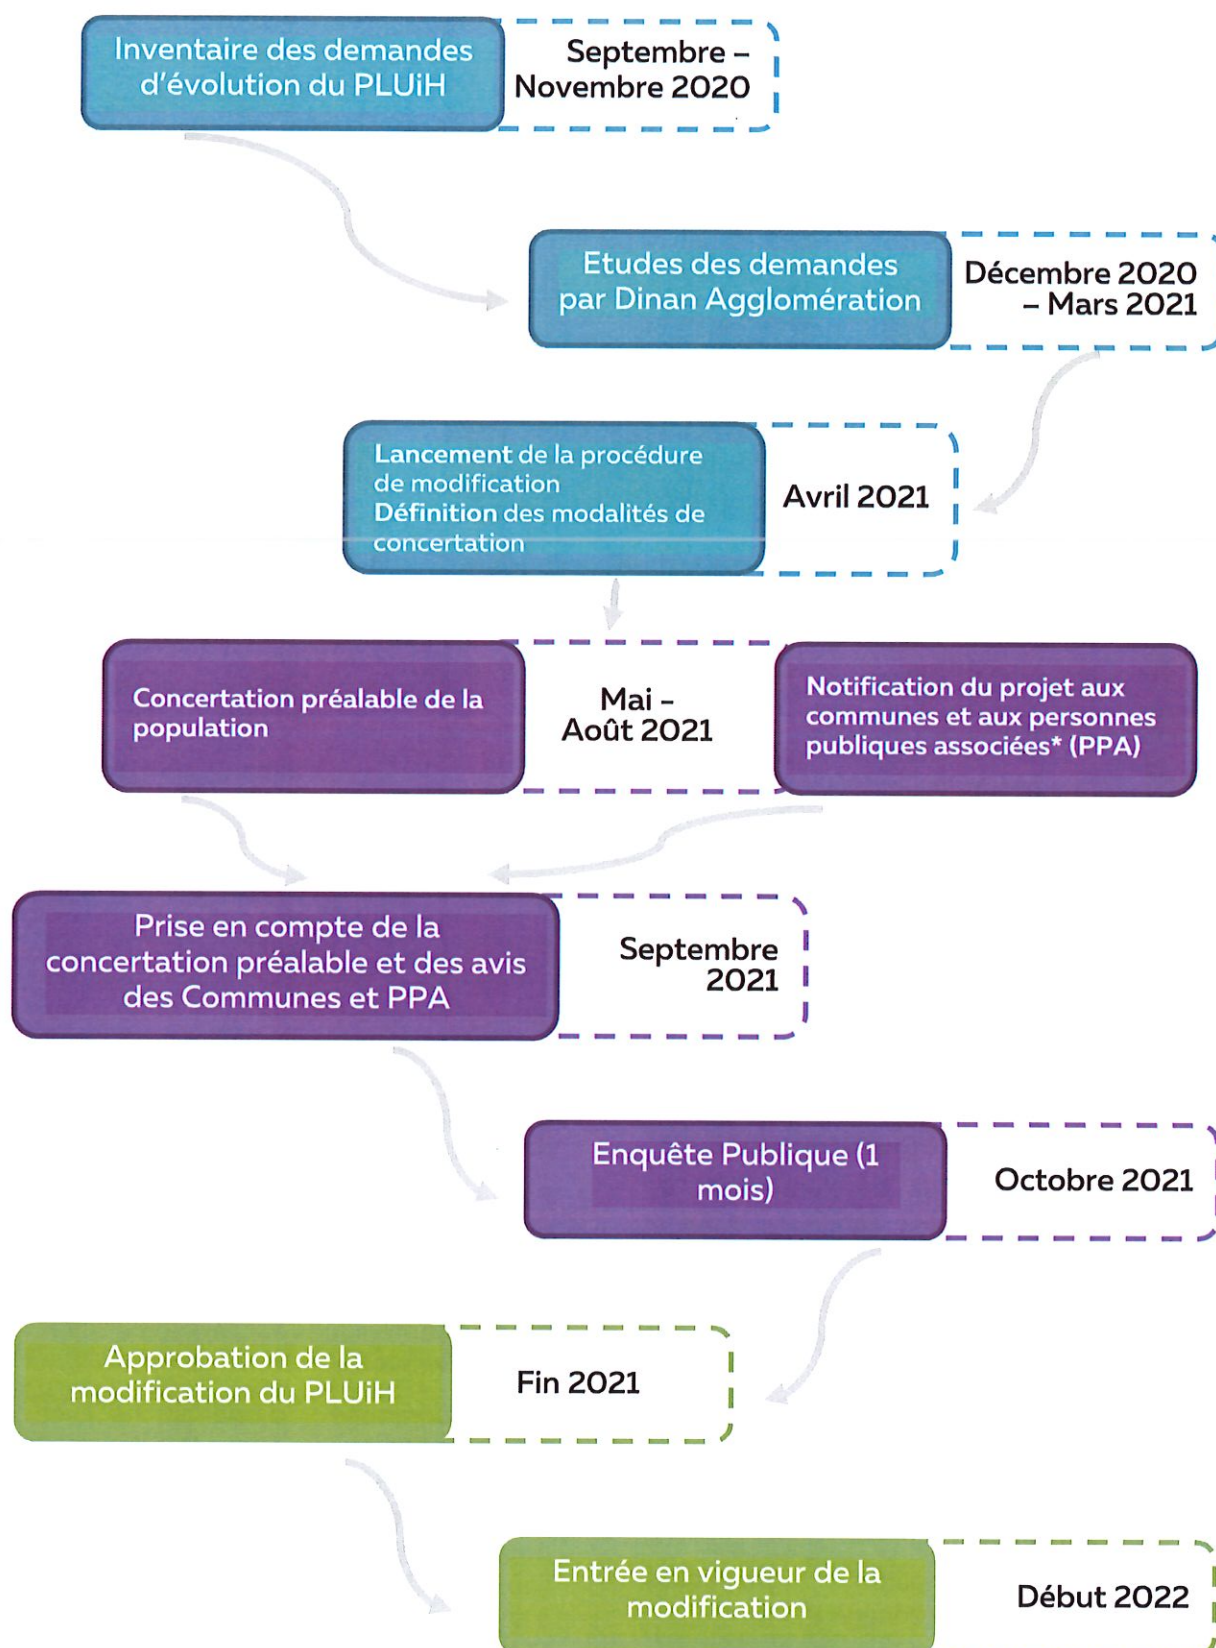 Inventaire des demandes
d'évolution du PLUiH
Septembre –
Novembre 2020
Etudes des demandes
par Dinan Agglomération
Décembre 2020
– Mars 2021
Lancement de la procédure
de modification
Définition des modalités de
concertation
Avril 2021
Concertation préalable de la
population
Mai –
Août 2021
Notification du projet aux
communes et aux personnes
publiques associées* (PPA)
Prise en compte de la
concertation préalable et des avis
des Communes et PPA
Septembre
2021
Enquête Publique (1
mois)
Octobre 2021
Approbation de la
modification du PLUiH
Fin 2021
Entrée en vigueur de la
modification
Début 2022